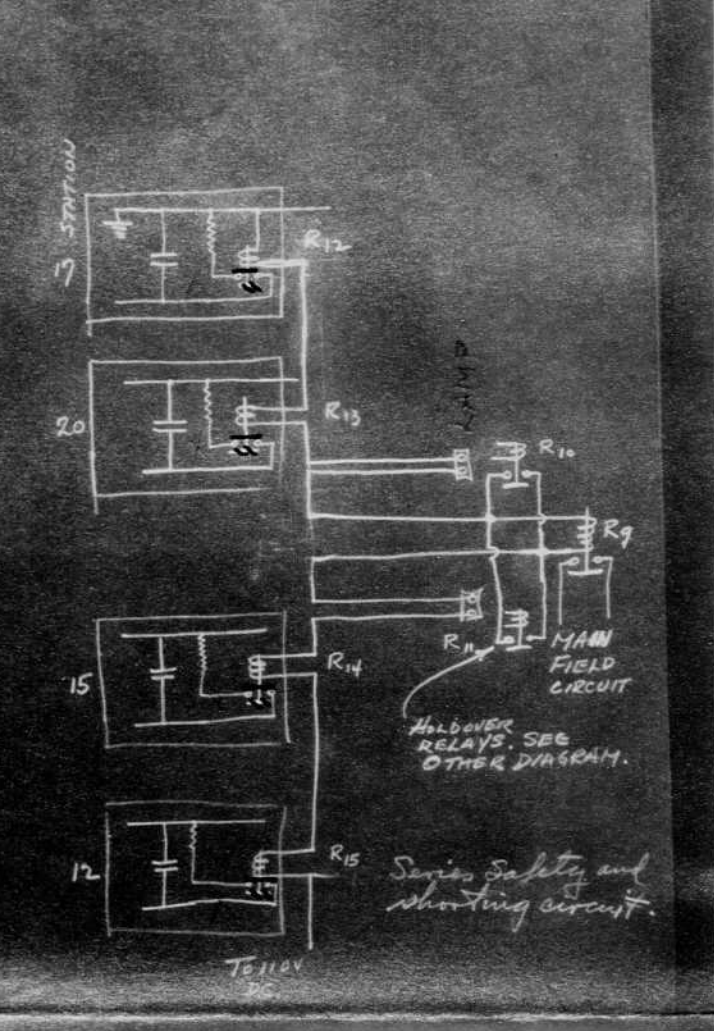 STATION
17
R12
20
R13
R10
R9
R11
MAIN
FIELD
CIRCUIT
15
R14
HOLDOVER
RELAYS. SEE
OTHER DIAGRAM.
12
R15
Series Safety and
shorting circuit.
TO 110V
DC